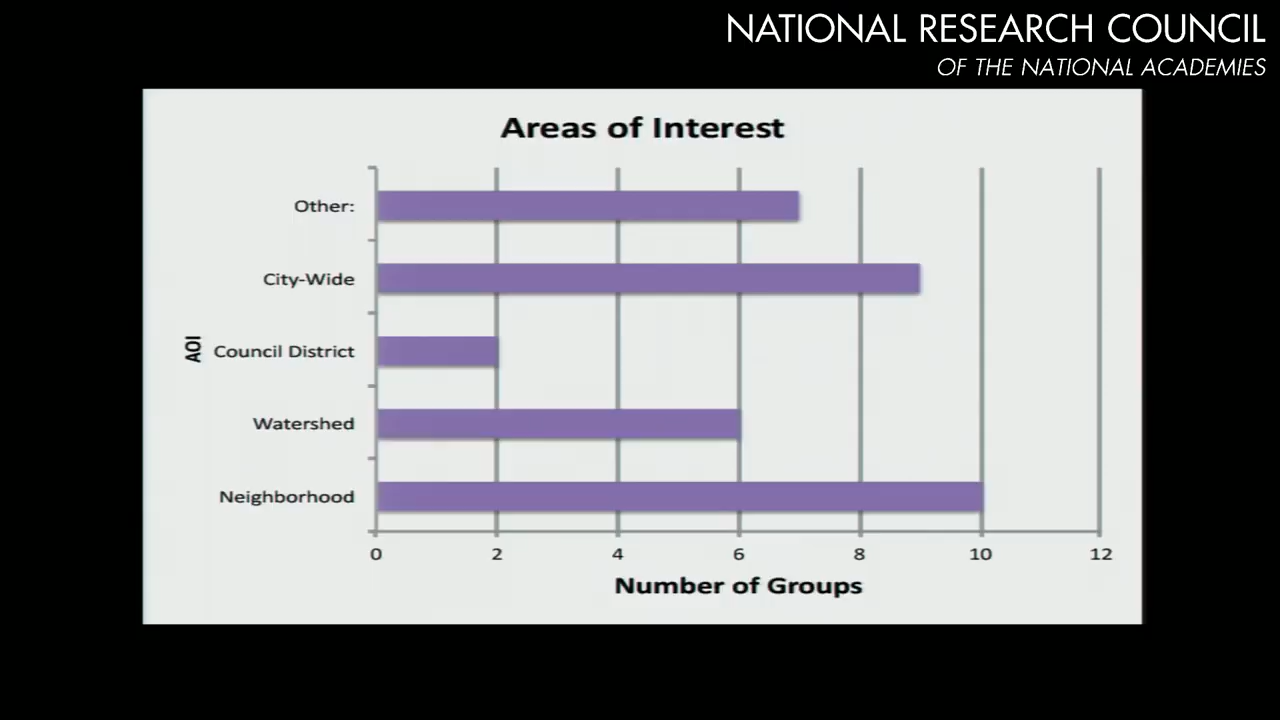 NATIONAL RESEARCH COUNCIL
OF THE NATIONAL ACADEMIES
Areas of Interest
Other:
City-Wide
AOI
Council District
Watershed
Neighborhood
0 2 4 6 8 10 12
Number of Groups